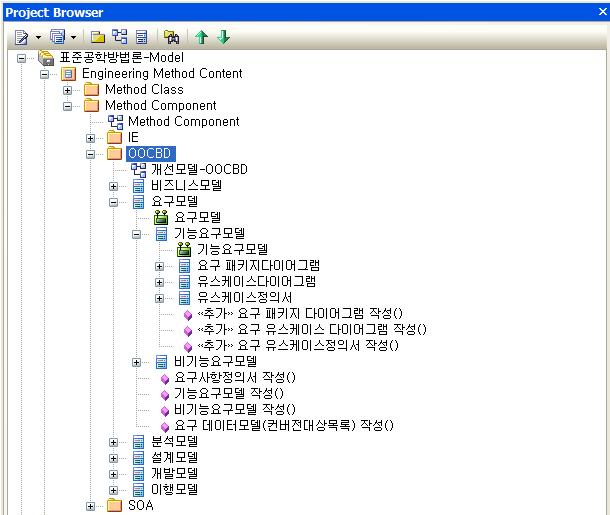 Project Browser
표준공학방법론-Model
Engineering Method Content
Method Class
Method Component
Method Component
IE
OOCBD
개선모델-OOCBD
비즈니스모델
요구모델
요구모델
기능요구모델
기능요구모델
요구 패키지다이어그램
유스케이스다이어그램
유스케이스정의서
«추가» 요구 패키지 다이어그램 작성()
«추가» 요구 유스케이스 다이어그램 작성()
«추가» 요구 유스케이스정의서 작성()
비기능요구모델
요구사항정의서 작성()
기능요구모델 작성()
비기능요구모델 작성()
요구 데이터모델(컨버전대상목록) 작성()
분석모델
설계모델
개발모델
이행모델
SOA